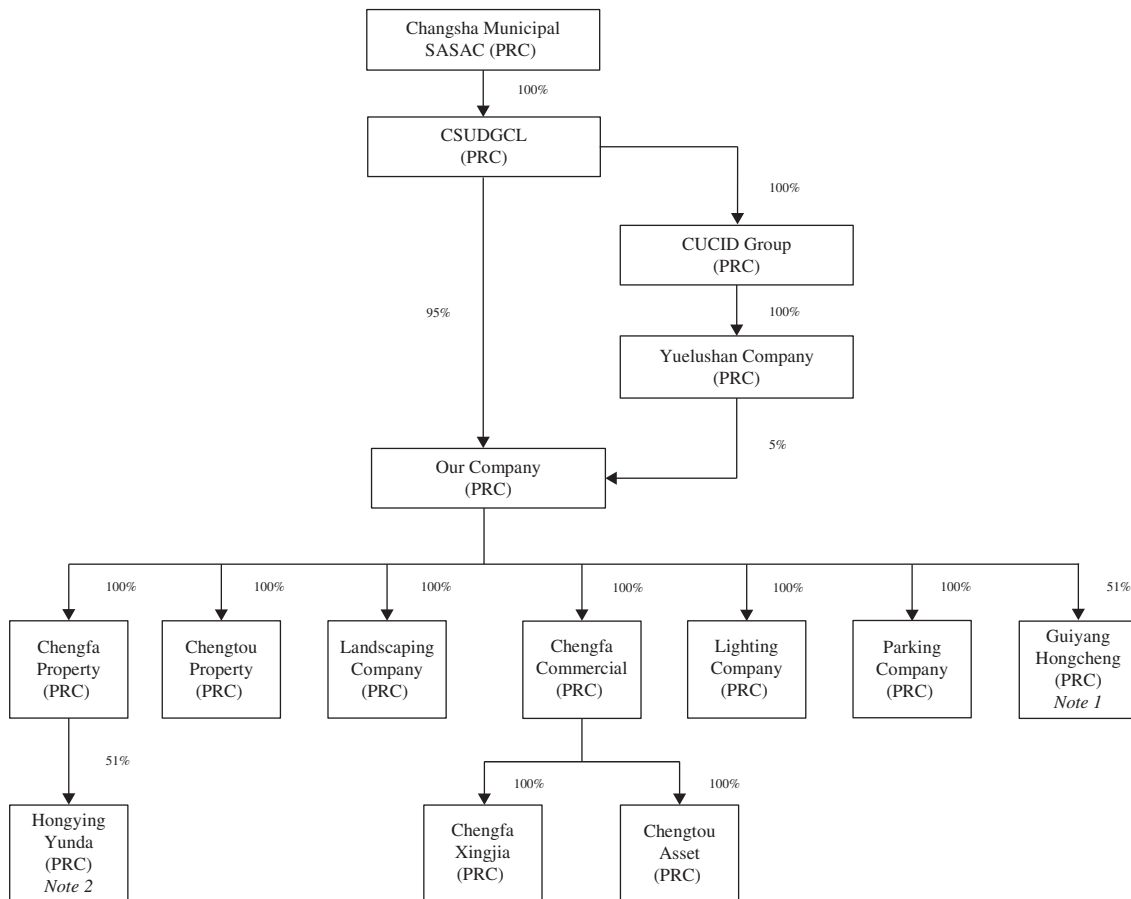 Changsha Municipal
SASAC (PRC)
100%
CSUDGCL
(PRC)
100%
CUCID Group
(PRC)
95%
100%
Yuelushan Company
(PRC)
5%
Our Company
(PRC)
100%
100%
100%
100%
100%
100%
51%
Chengfa
Property
(PRC)
Chengtou
Property
(PRC)
Landscaping
Company
(PRC)
Chengfa
Commercial
(PRC)
Lighting
Company
(PRC)
Parking
Company
(PRC)
Guiyang
Hongcheng
(PRC)
Note 1
51%
100%
100%
Hongying
Yunda
(PRC)
Note 2
Chengfa
Xingjia
(PRC)
Chengtou
Asset
(PRC)